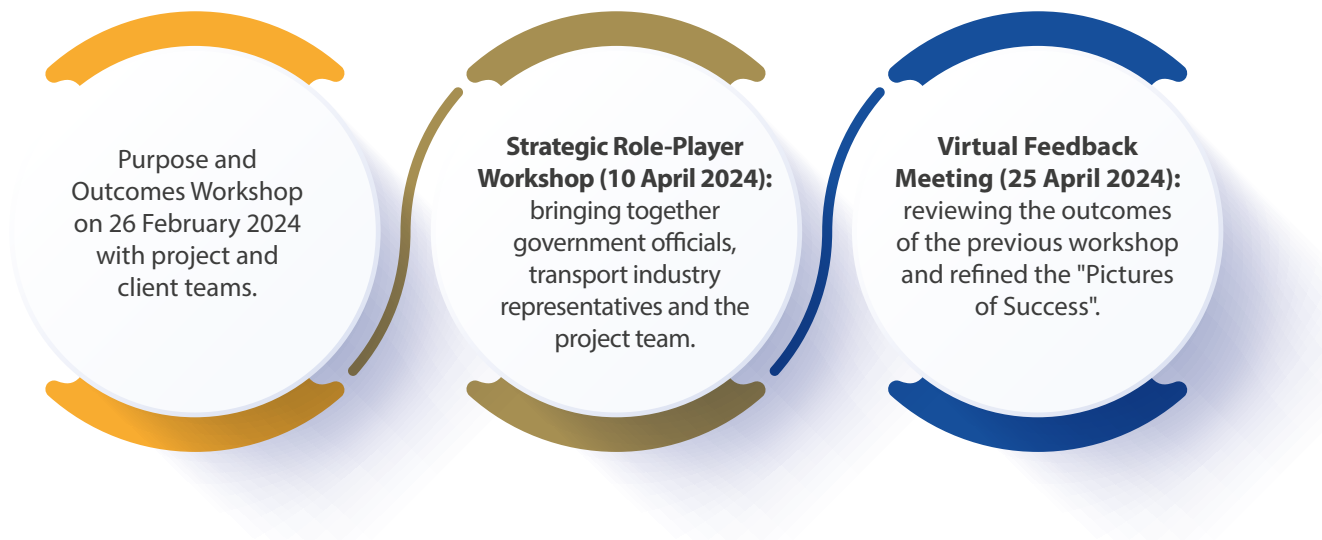 Purpose and
Outcomes Workshop
on 26 February 2024
with project and
client teams.
Strategic Role-Player
Workshop (10 April 2024):
bringing together
government officials,
transport industry
representatives and the
project team.
Virtual Feedback
Meeting (25 April 2024):
reviewing the outcomes
of the previous workshop
and refined the "Pictures
of Success".